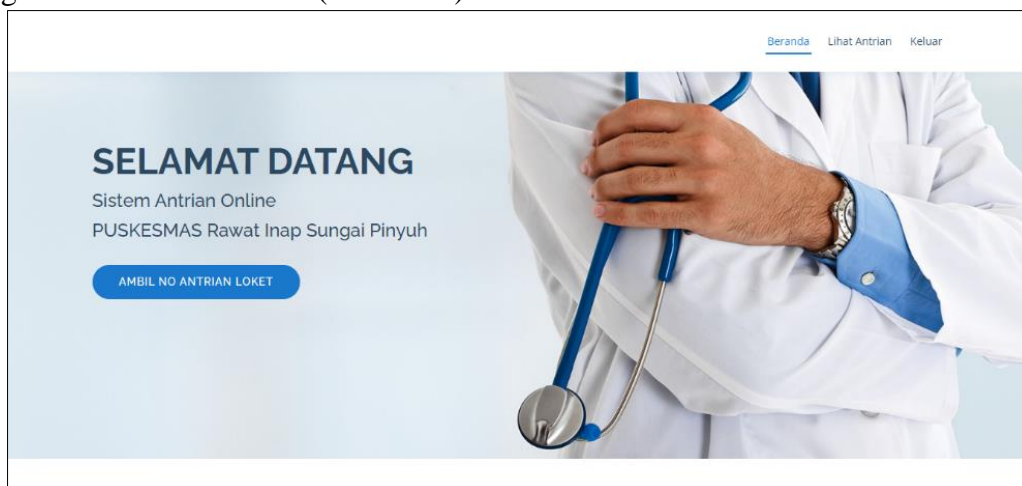 Beranda Lihat Antrian Keluar
SELAMAT DATANG
Sistem Antrian Online
PUSKESMAS Rawat Inap Sungai Pinyuh
AMBIL NO ANTRIAN LOKET